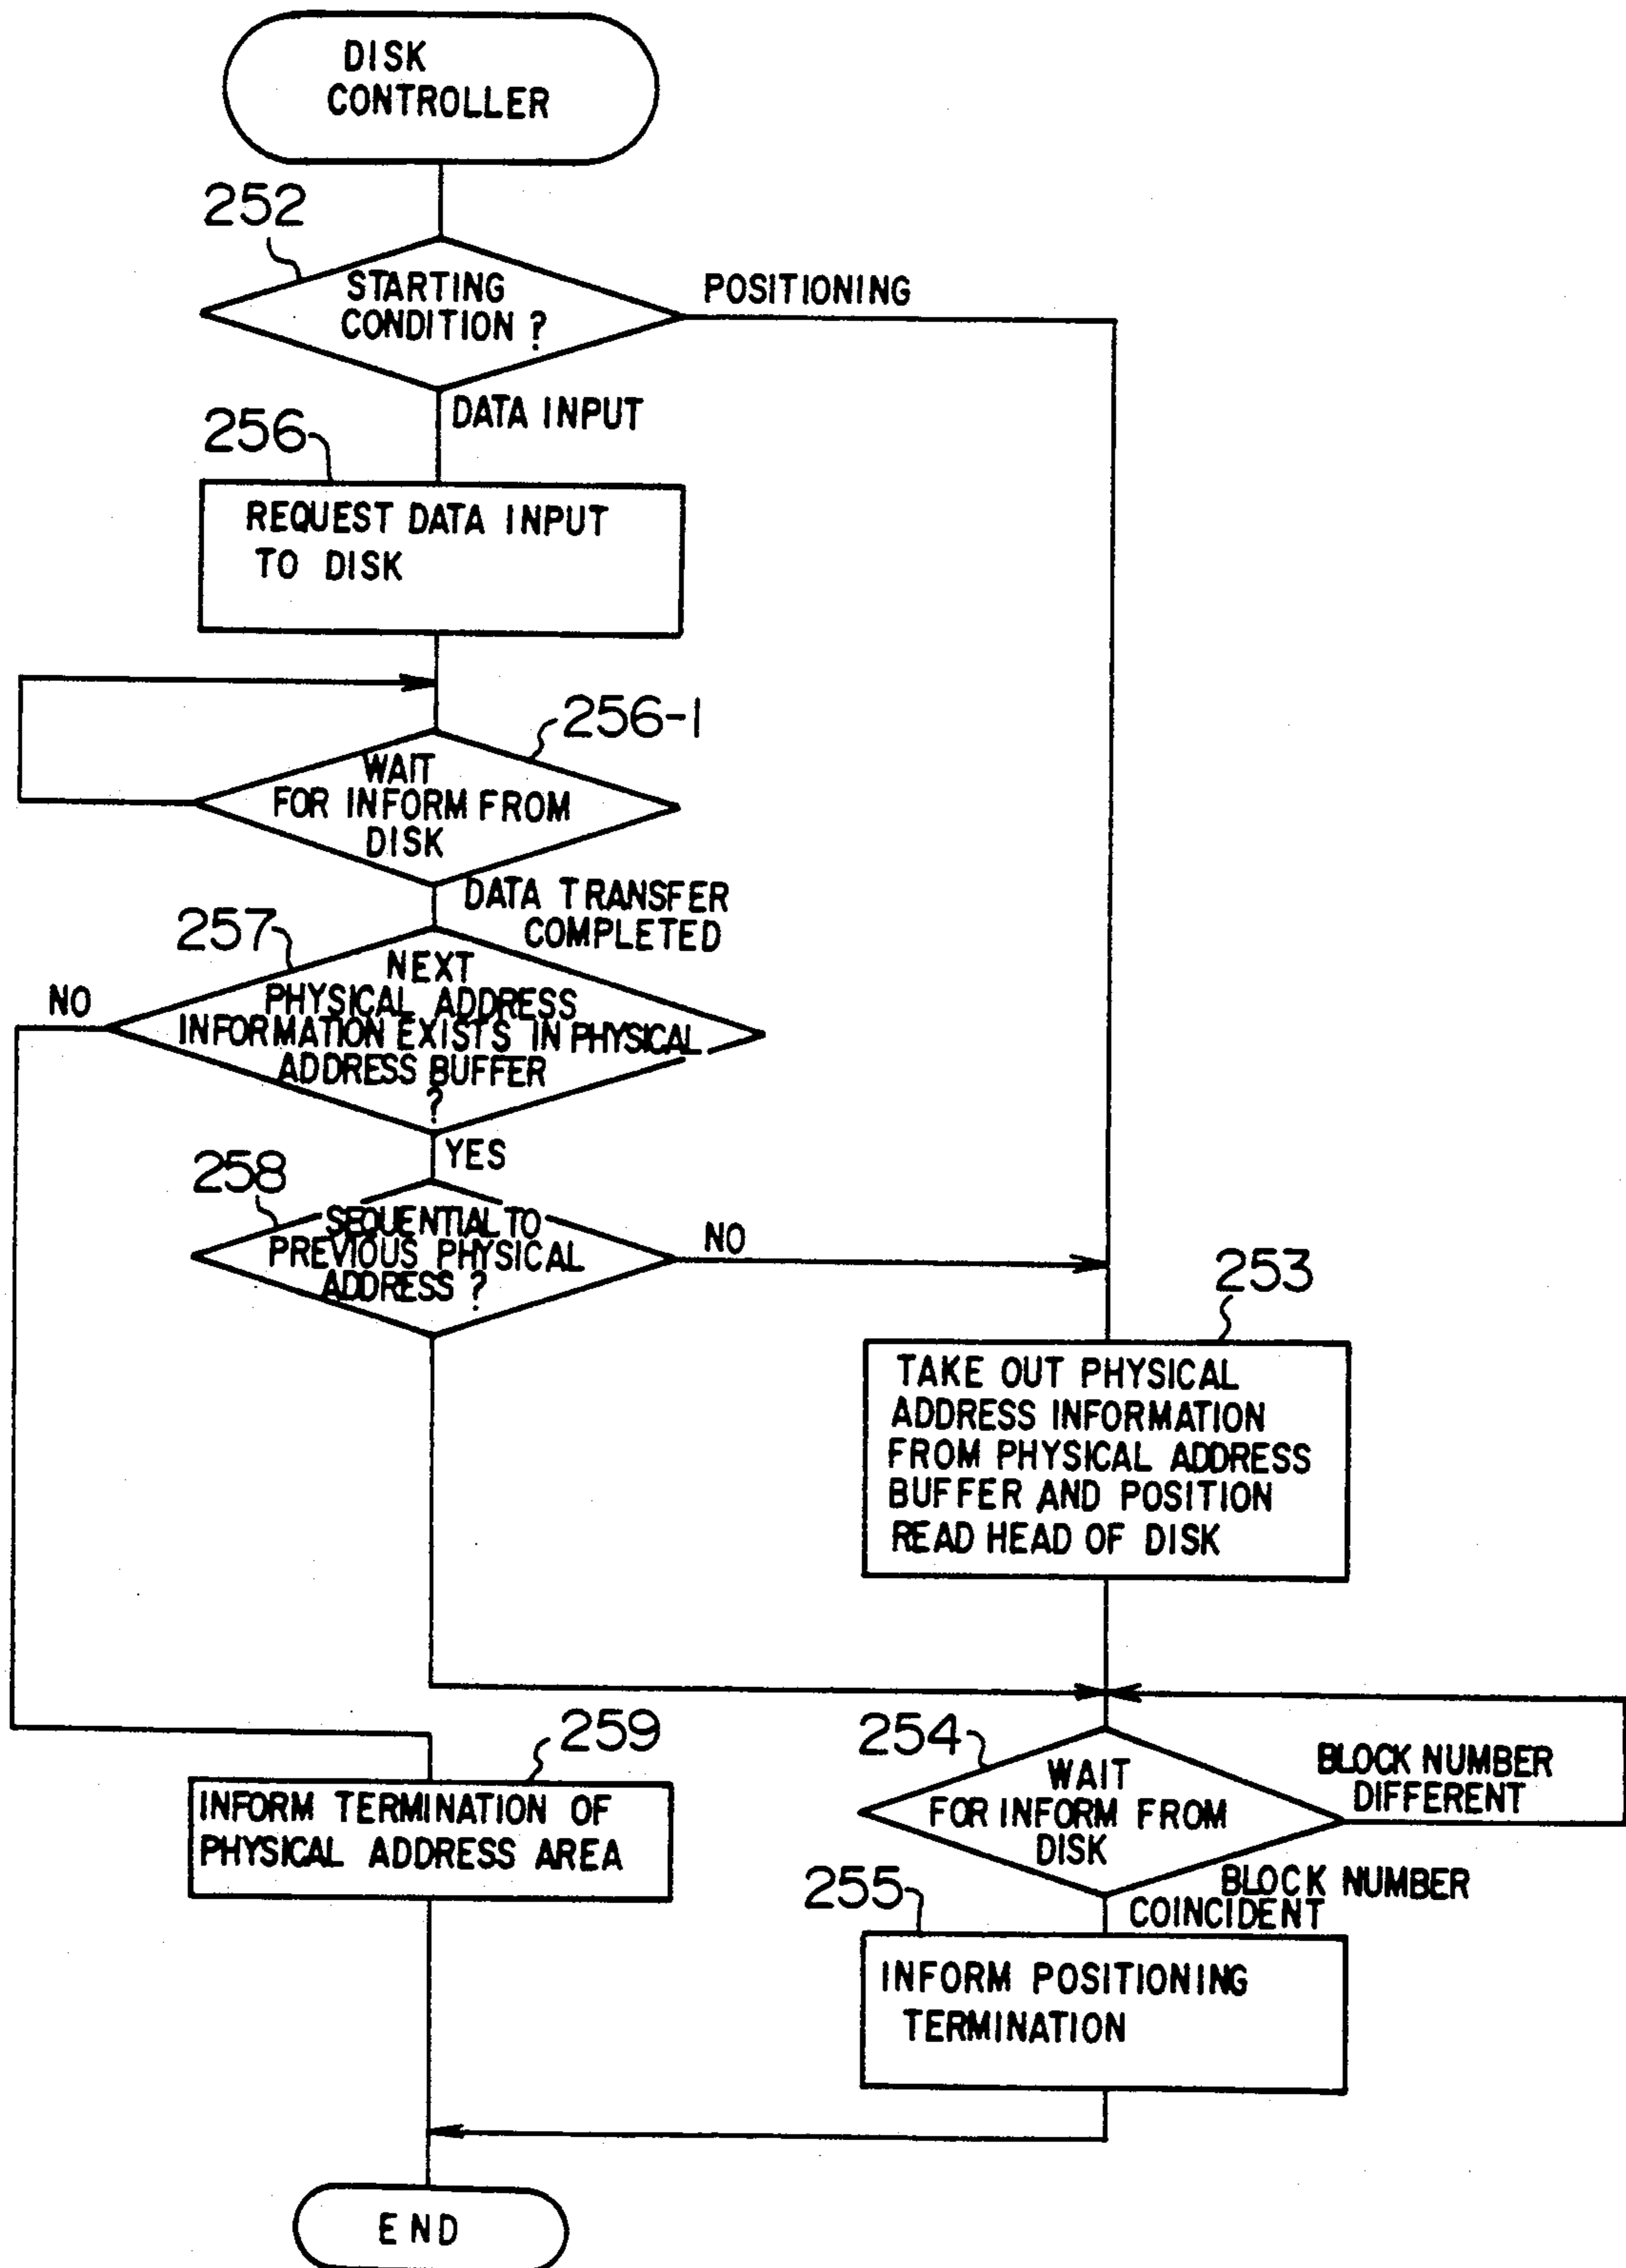 DISK
CONTROLLER
252
STARTING
CONDITION ?
POSITIONING
DATA INPUT
256
REQUEST DATA INPUT
TO DISK
256-1
WAIT
FOR INFORM FROM
DISK
DATA TRANSFER
COMPLETED
257
NEXT
PHYSICAL ADDRESS
INFORMATION EXISTS IN PHYSICAL
ADDRESS BUFFER
?
NO
YES
258
SEQUENTIAL TO
PREVIOUS PHYSICAL
ADDRESS ?
NO
253
TAKE OUT PHYSICAL
ADDRESS INFORMATION
FROM PHYSICAL ADDRESS
BUFFER AND POSITION
READ HEAD OF DISK
254
WAIT
FOR INFORM FROM
DISK
BLOCK NUMBER
DIFFERENT
BLOCK NUMBER
COINCIDENT
259
INFORM TERMINATION OF
PHYSICAL ADDRESS AREA
255
INFORM POSITIONING
TERMINATION
END